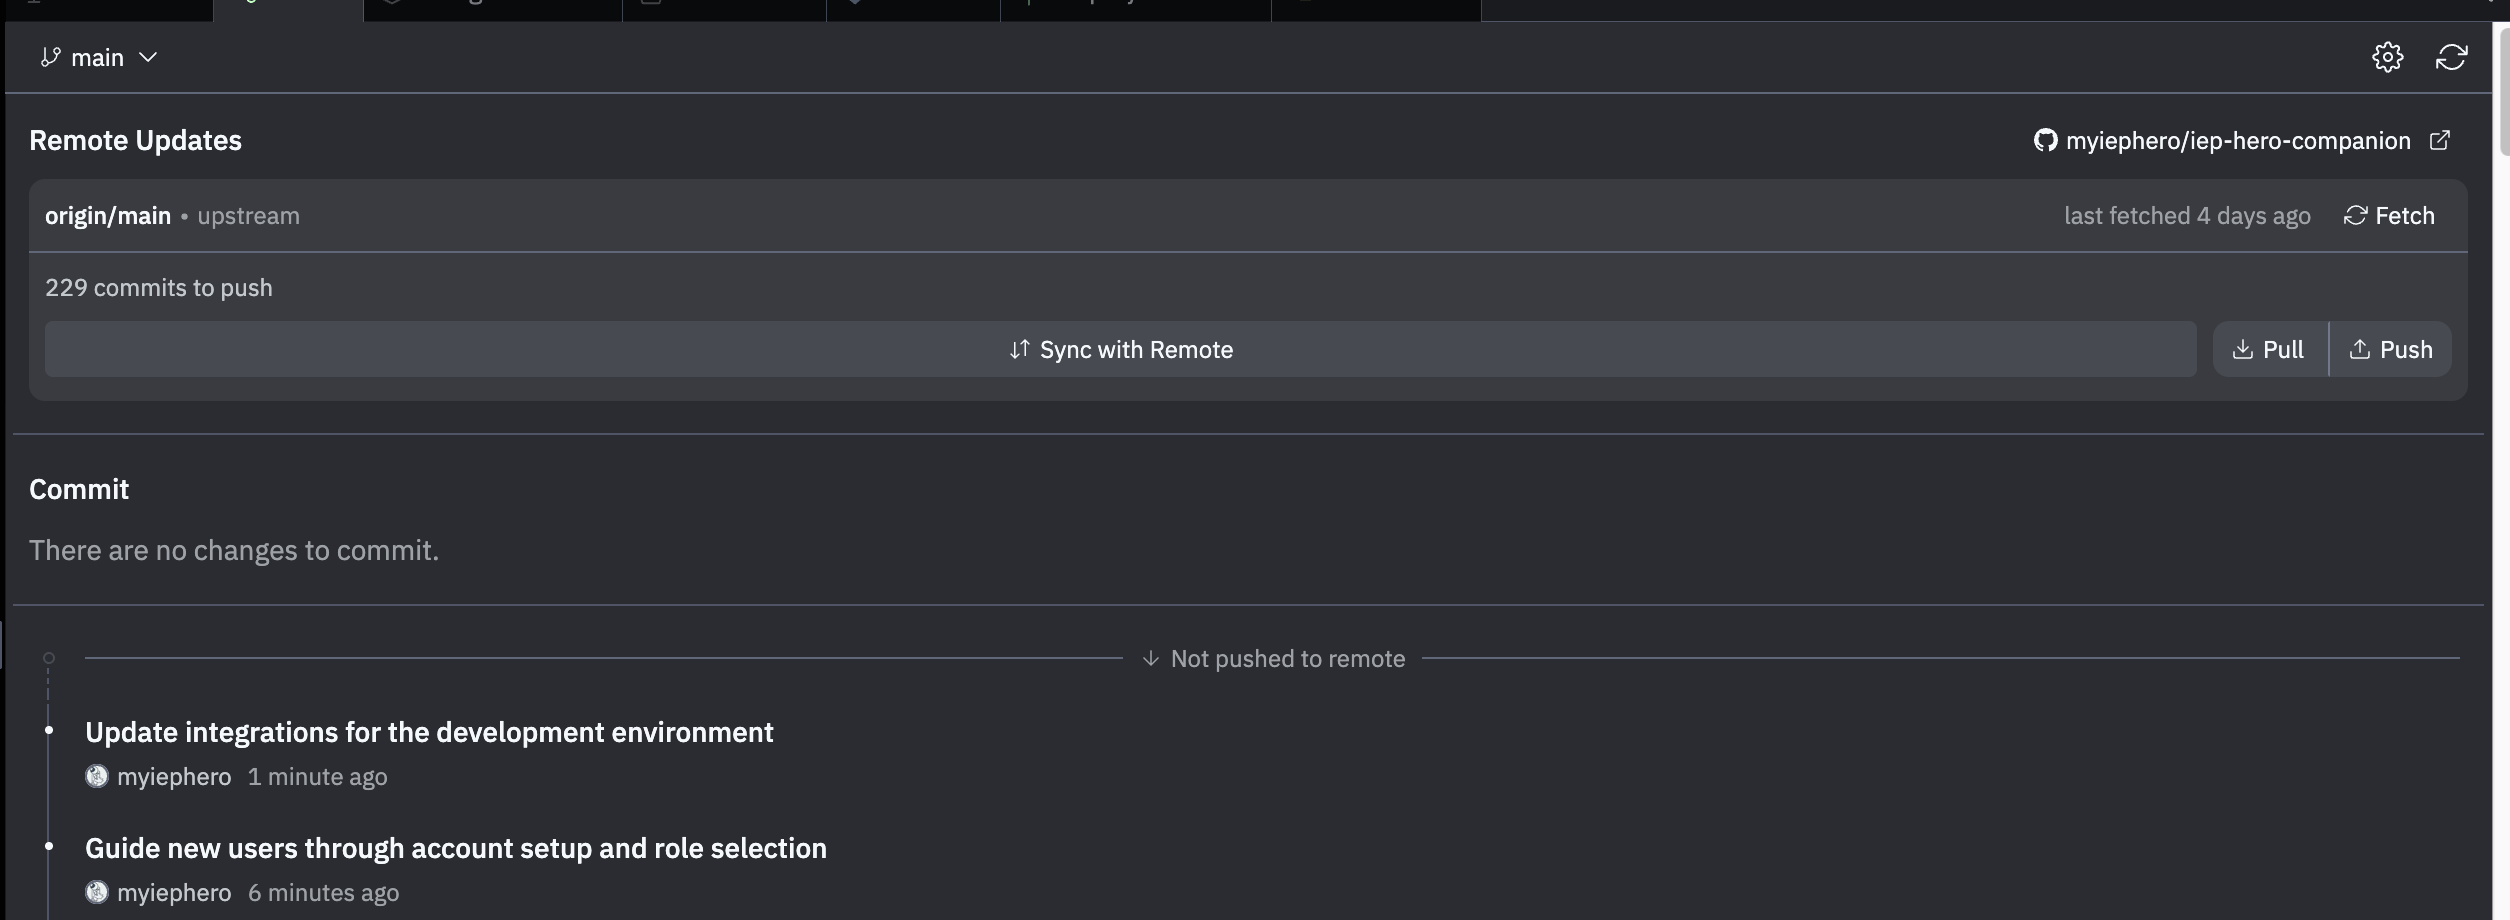 main
Remote Updates
myiephero/iep-hero-companion
origin/main • upstream
last fetched 4 days ago
Fetch
229 commits to push
Sync with Remote
Pull
Push
Commit
There are no changes to commit.
Not pushed to remote
Update integrations for the development environment
myiephero 1 minute ago
Guide new users through account setup and role selection
myiephero 6 minutes ago